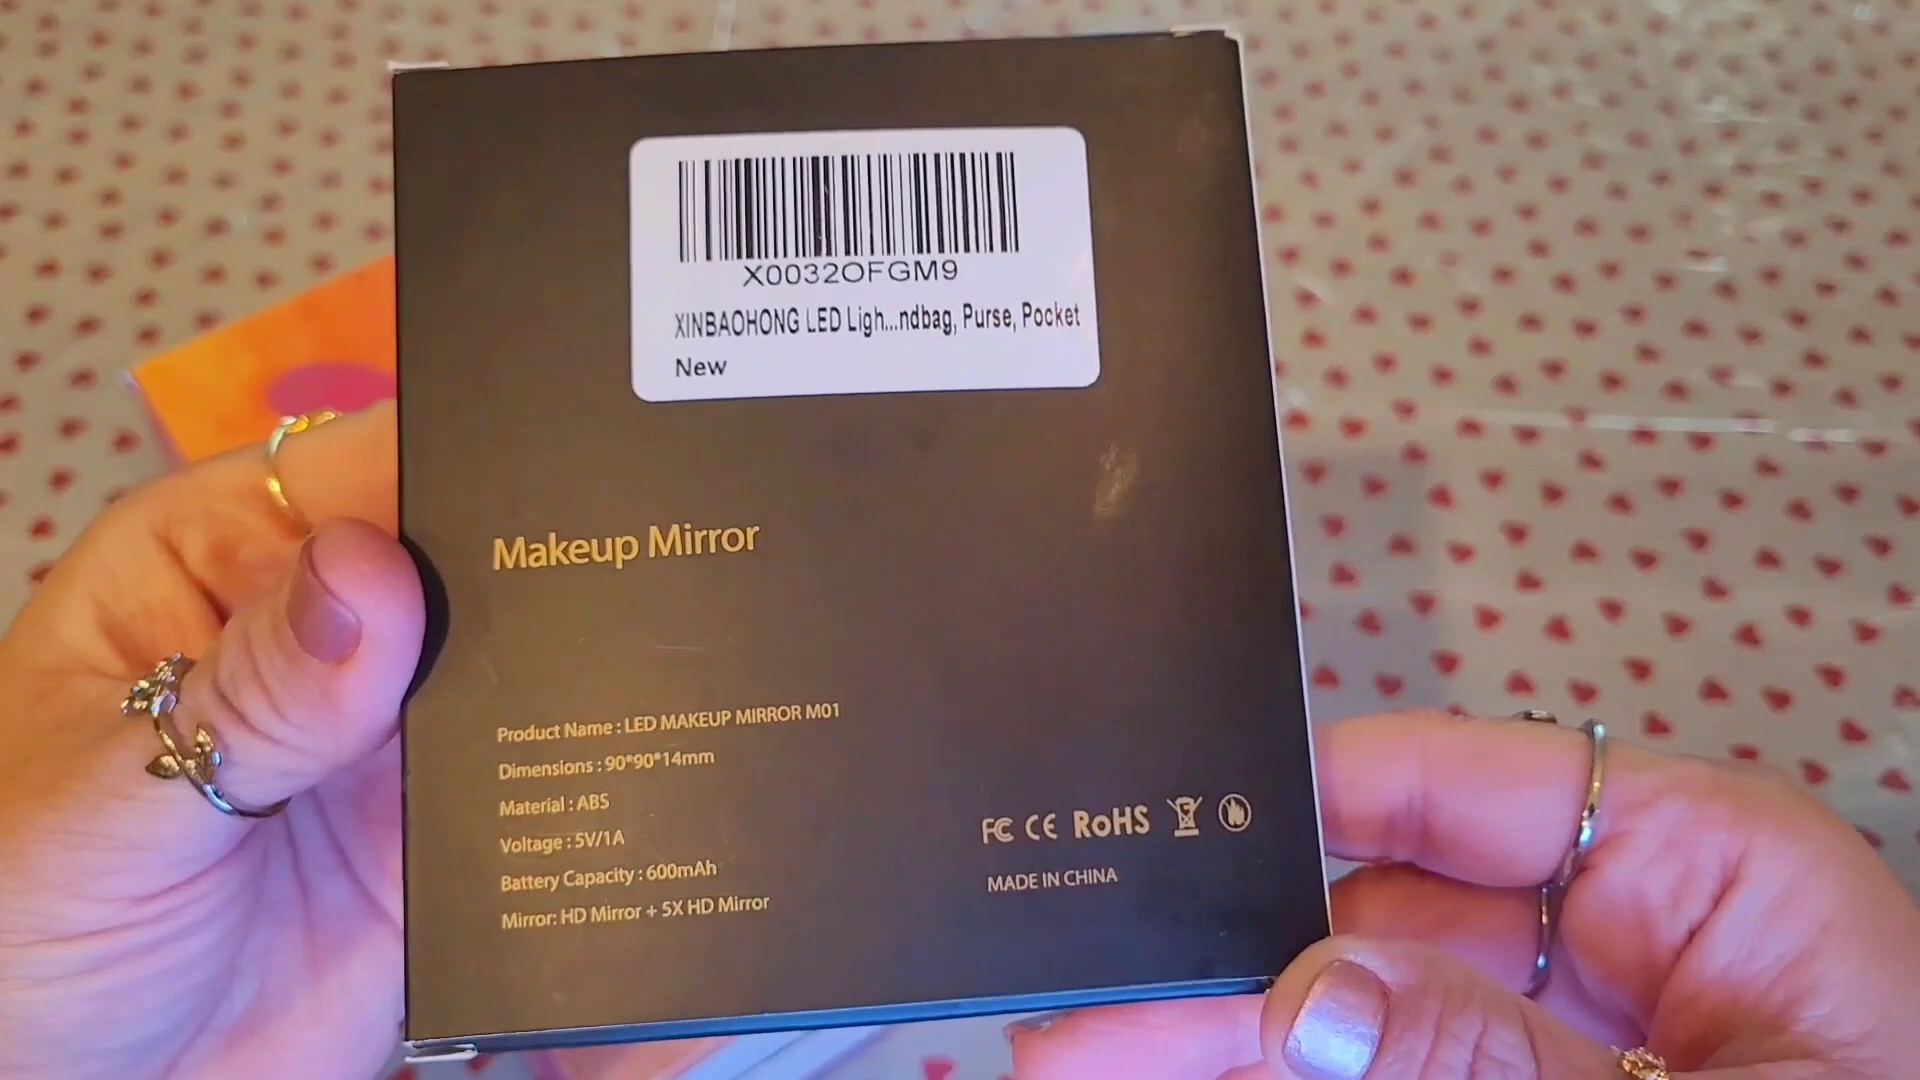 X0032OFGM9
XINBAOHONG LED Ligh...ndbag, Purse, Pocket
New
Makeup Mirror
Product Name : LED MAKEUP MIRROR M01
Dimensions : 90*90*14mm
Material : ABS
Voltage : 5V/1A
Battery Capacity : 600mAh
Mirror: HD Mirror + 5X HD Mirror
FC CE RoHS
MADE IN CHINA